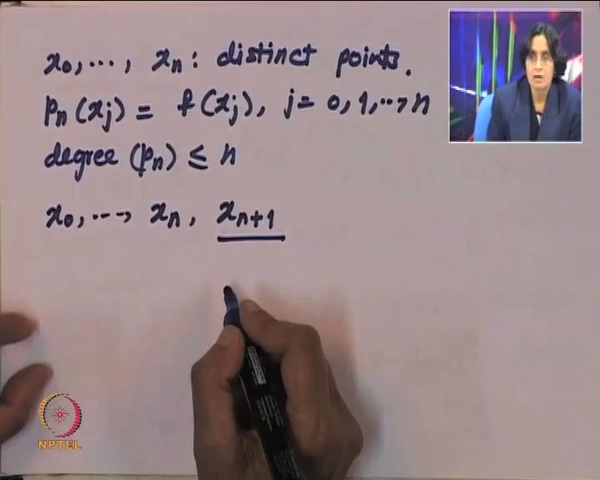 x₀, ⋯, xₙ : distinct points.
pₙ(xⱼ) = f(xⱼ), j = 0, 1, ⋯, n
degree (pₙ) ≤ n
x₀, ⋯, xₙ, xₙ₊₁
NPTEL